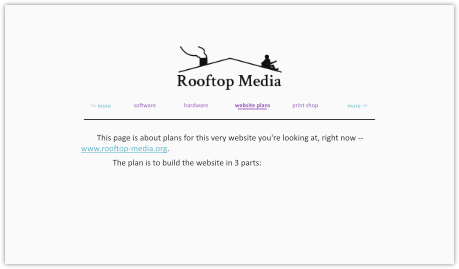 Rooftop Media
<-- more software hardware website plans print shop more -->
This page is about plans for this very website you're looking at, right now --
www.rooftop-media.org.
The plan is to build the website in 3 parts: